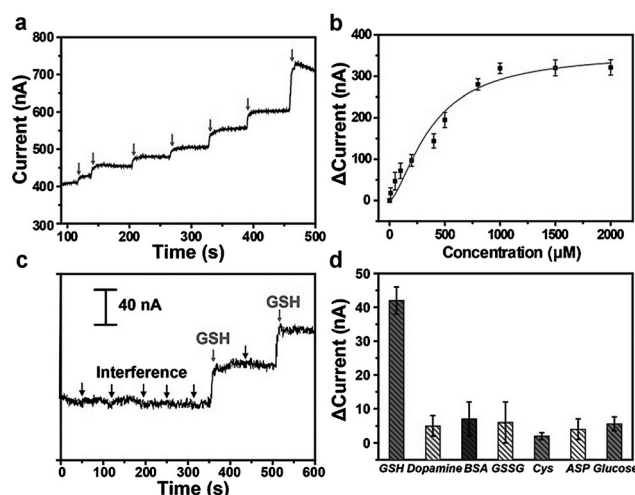 a
Current (nA)
800
700
600
500
400
300
100
200
300
400
500
Time (s)
b
ΔCurrent (nA)
400
300
200
100
0
0
500
1000
1500
2000
Concentration (μM)
c
40 nA
Interference
GSH
GSH
0
100
200
300
400
500
600
Time (s)
d
ΔCurrent (nA)
50
40
30
20
10
0
GSH Dopamine BSA GSSG Cys ASP Glucose